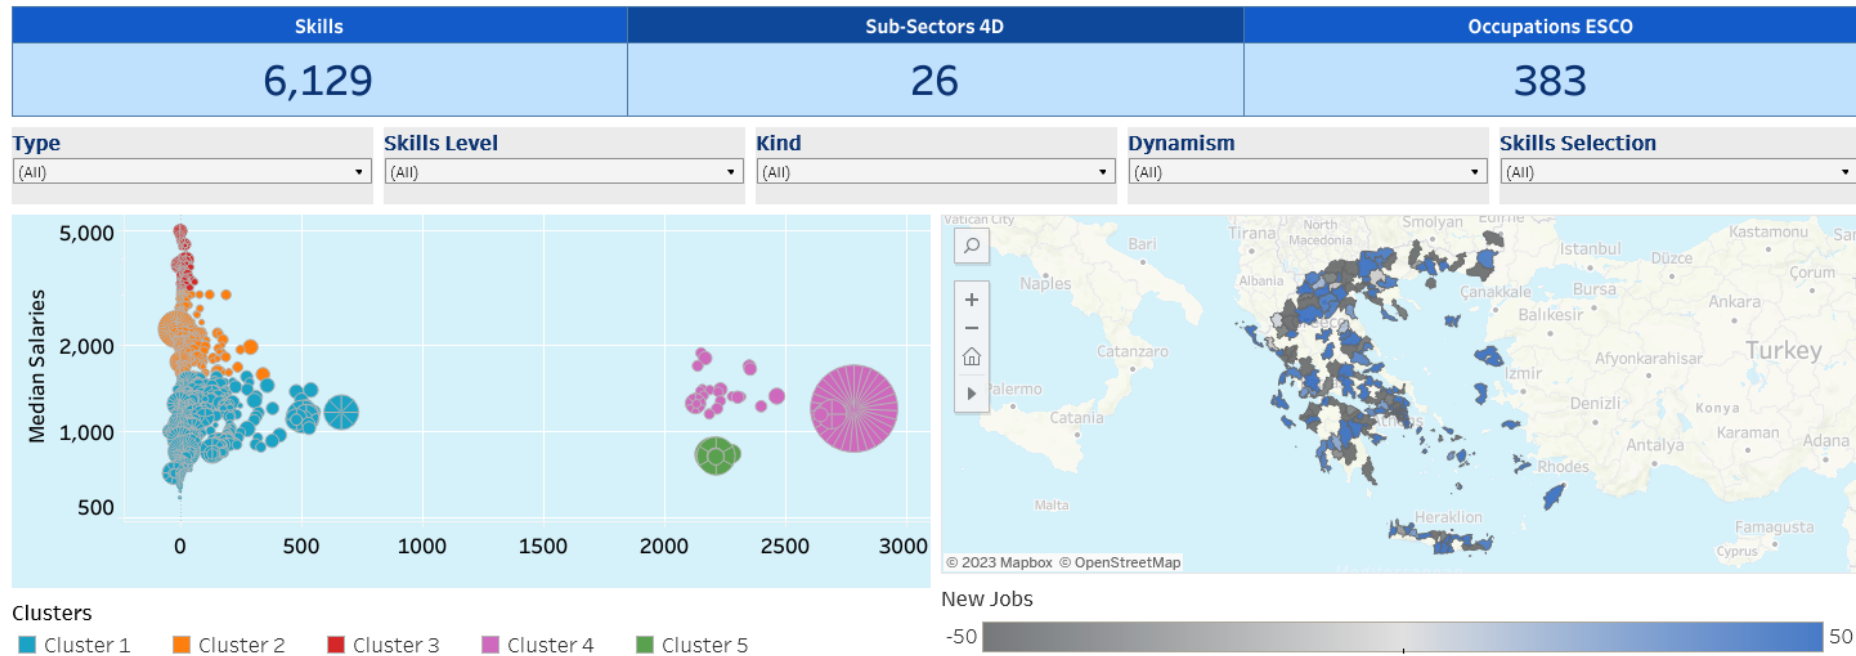 Skills
Sub-Sectors 4D
Occupations ESCO
6,129
26
383
Type
Skills Level
Kind
Dynamism
Skills Selection
(All)
(All)
(All)
(All)
(All)
Median Salaries
5,000
2,000
1,000
500
0
500
1000
1500
2000
2500
3000
Vatican City
Bari
Naples
Tirana
North
Macedonia
Albania
Smolyan
Edirne
Istanbul
Düzce
Kastamonu
Çorum
Çanakkale
Bursa
Ankara
Balıkesir
Afyonkarahisar
Turkey
Izmir
Catanzaro
Palermo
Catania
Denizli
Konya
Karaman
Adana
Antalya
Rhodes
Malta
Heraklion
Famagusta
Cyprus
© 2023 Mapbox © OpenStreetMap
Clusters
Cluster 1
Cluster 2
Cluster 3
Cluster 4
Cluster 5
New Jobs
-50
50